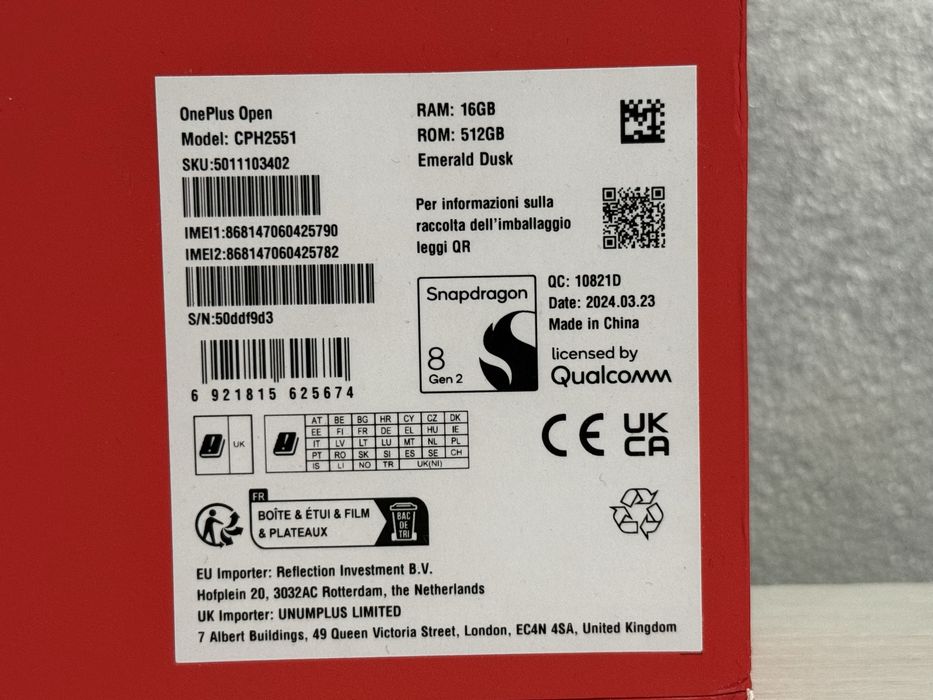 OnePlus Open
Model: CPH2551
SKU:5011103402
IMEI1:868147060425790
IMEI2:868147060425782
S/N:50ddf9d3
6 921815 625674
RAM: 16GB
ROM: 512GB
Emerald Dusk
Per informazioni sulla
raccolta dell'imballaggio
leggi QR
Snapdragon
8
Gen 2
QC: 10821D
Date: 2024.03.23
Made in China
licensed by
Qualcomm
UK
AT BE BG HR CY CZ DK
EE FI FR DE EL HU IE
IT LV LT LU MT NL PL
PT RO SK SI ES SE CH
IS LI NO TR UK(NI)
CE
UK
CA
FR
BOÎTE & ÉTUI & FILM
& PLATEAUX
BAC
DE
TRI
EU Importer: Reflection Investment B.V.
Hofplein 20, 3032AC Rotterdam, the Netherlands
UK Importer: UNUMPLUS LIMITED
7 Albert Buildings, 49 Queen Victoria Street, London, EC4N 4SA, United Kingdom